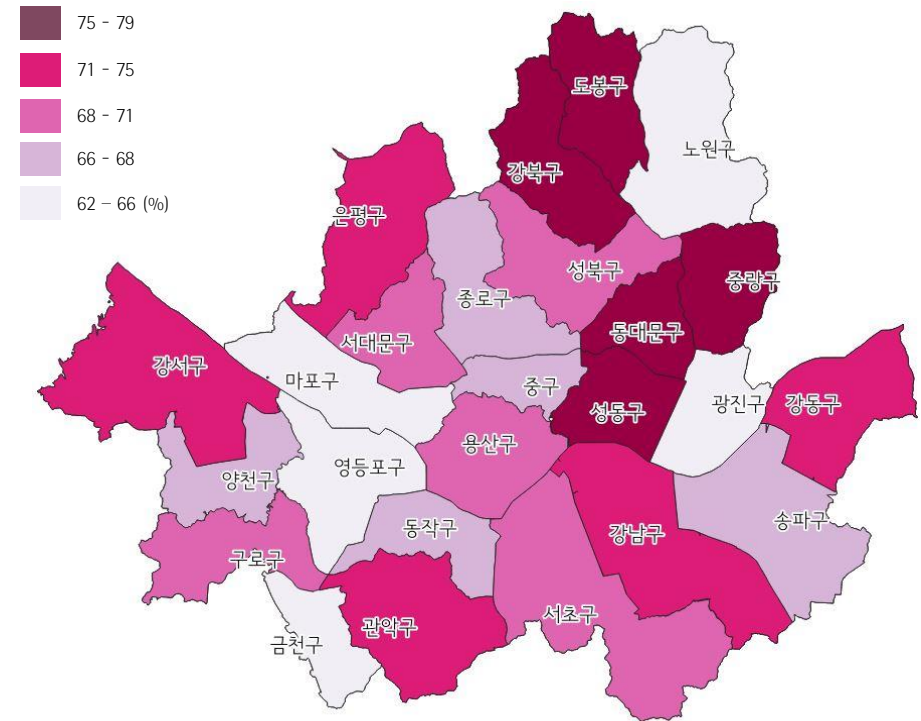 75 - 79
71 - 75
68 - 71
66 - 68
62 – 66 (%)
도봉구
노원구
강북구
은평구
성북구
중랑구
종로구
동대문구
서대문구
강서구
마포구
중구
성동구
광진구
강동구
용산구
영등포구
양천구
동작구
강남구
송파구
구로구
서초구
관악구
금천구